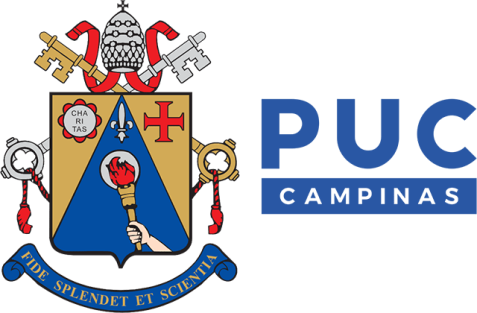 CHA
RI
TAS
FIDE SPLENDET ET SCIENTIA
PUC
CAMPINAS